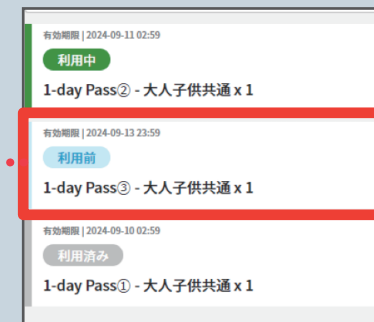 有効期限 | 2024-09-11 02:59
利用中
1-day Pass② - 大人子供共通 x 1
有効期限 | 2024-09-13 23:59
利用前
1-day Pass③ - 大人子供共通 x 1
有効期限 | 2024-09-10 02:59
利用済み
1-day Pass① - 大人子供共通 x 1